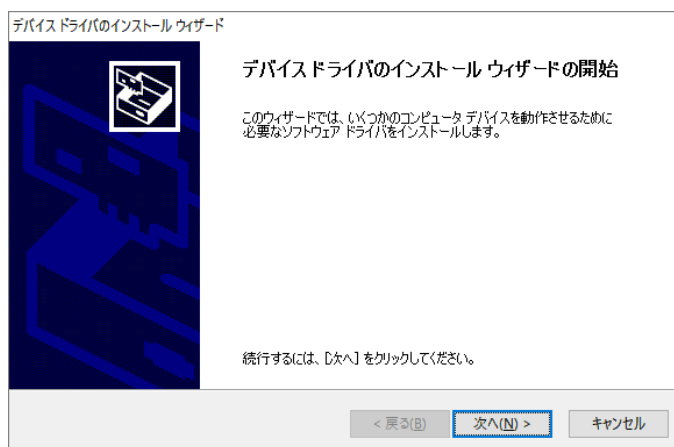 デバイス ドライバのインストール ウィザード
デバイス ドライバのインストール ウィザードの開始
このウィザードでは、いくつかのコンピュータ デバイスを動作させるために
必要なソフトウェア ドライバをインストールします。
続行するには、[次へ] をクリックしてください。
< 戻る(B) 次へ(N) > キャンセル